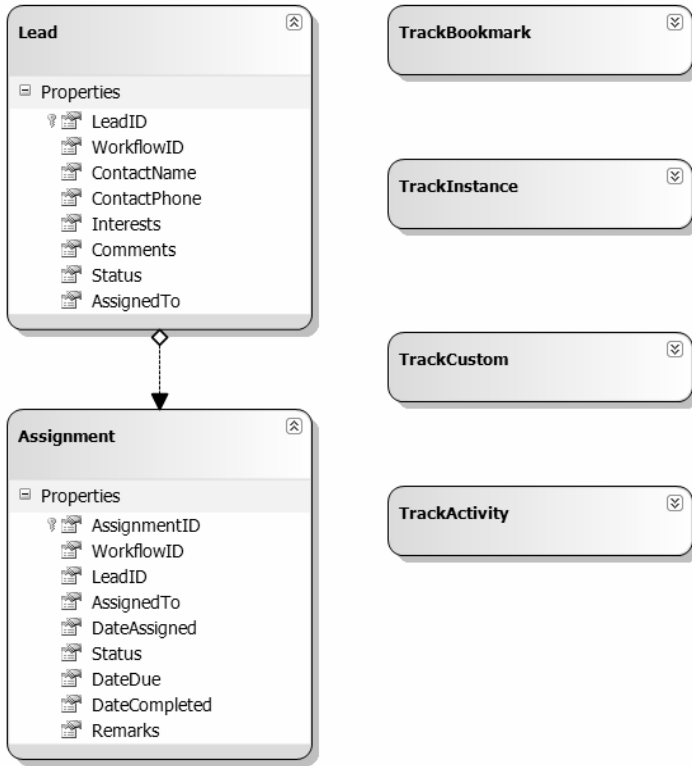 Lead
Properties
LeadID
WorkflowID
ContactName
ContactPhone
Interests
Comments
Status
AssignedTo
Assignment
Properties
AssignmentID
WorkflowID
LeadID
AssignedTo
DateAssigned
Status
DateDue
DateCompleted
Remarks
TrackBookmark
TrackInstance
TrackCustom
TrackActivity